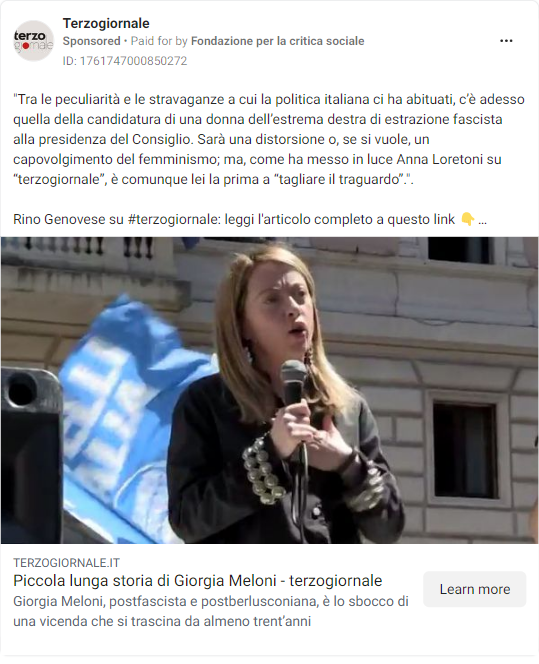 terzo
giornale
Terzogiornale
Sponsored • Paid for by Fondazione per la critica sociale
ID: 1761747000850272
"Tra le peculiarità e le stravaganze a cui la politica italiana ci ha abituati, c'è adesso
quella della candidatura di una donna dell'estrema destra di estrazione fascista
alla presidenza del Consiglio. Sarà una distorsione o, se si vuole, un
capovolgimento del femminismo; ma, come ha messo in luce Anna Loretoni su
“terzogiornale”, è comunque lei la prima a “tagliare il traguardo”.".
Rino Genovese su #terzogiornale: leggi l'articolo completo a questo link 👇 ...
TERZOGIORNALE.IT
Piccola lunga storia di Giorgia Meloni - terzogiornale
Giorgia Meloni, postfascista e postberlusconiana, è lo sbocco di
una vicenda che si trascina da almeno trent'anni
Learn more